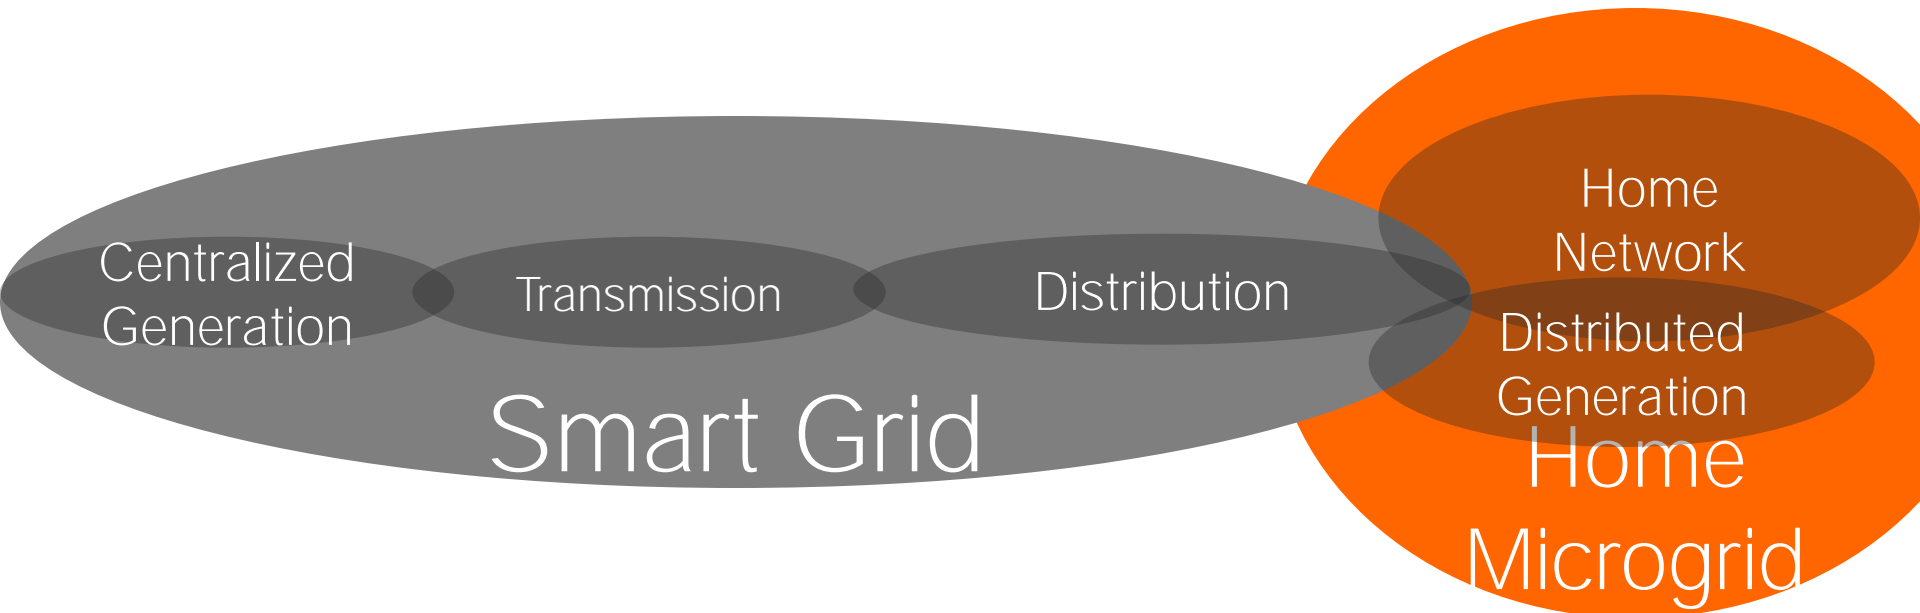 Centralized
Generation
Transmission
Distribution
Smart Grid
Home
Network
Distributed
Generation
Home
Microgrid